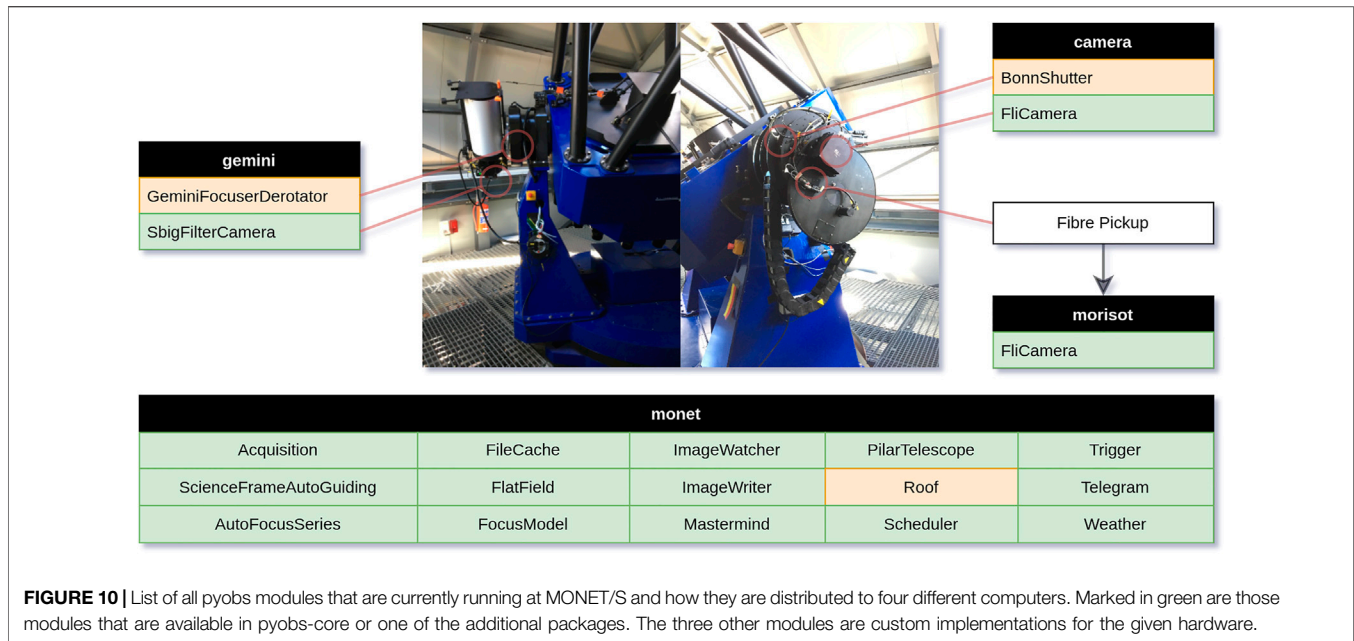 camera
BonnShutter
FliCamera
gemini
GeminiFocuserDerotator
SbigFilterCamera
Fibre Pickup
morisot
FliCamera
monet
Acquisition FileCache ImageWatcher PilarTelescope Trigger
ScienceFrameAutoGuiding FlatField ImageWriter Roof Telegram
AutoFocusSeries FocusModel Mastermind Scheduler Weather
FIGURE 10 | List of all pyobs modules that are currently running at MONET/S and how they are distributed to four different computers. Marked in green are those
modules that are available in pyobs-core or one of the additional packages. The three other modules are custom implementations for the given hardware.